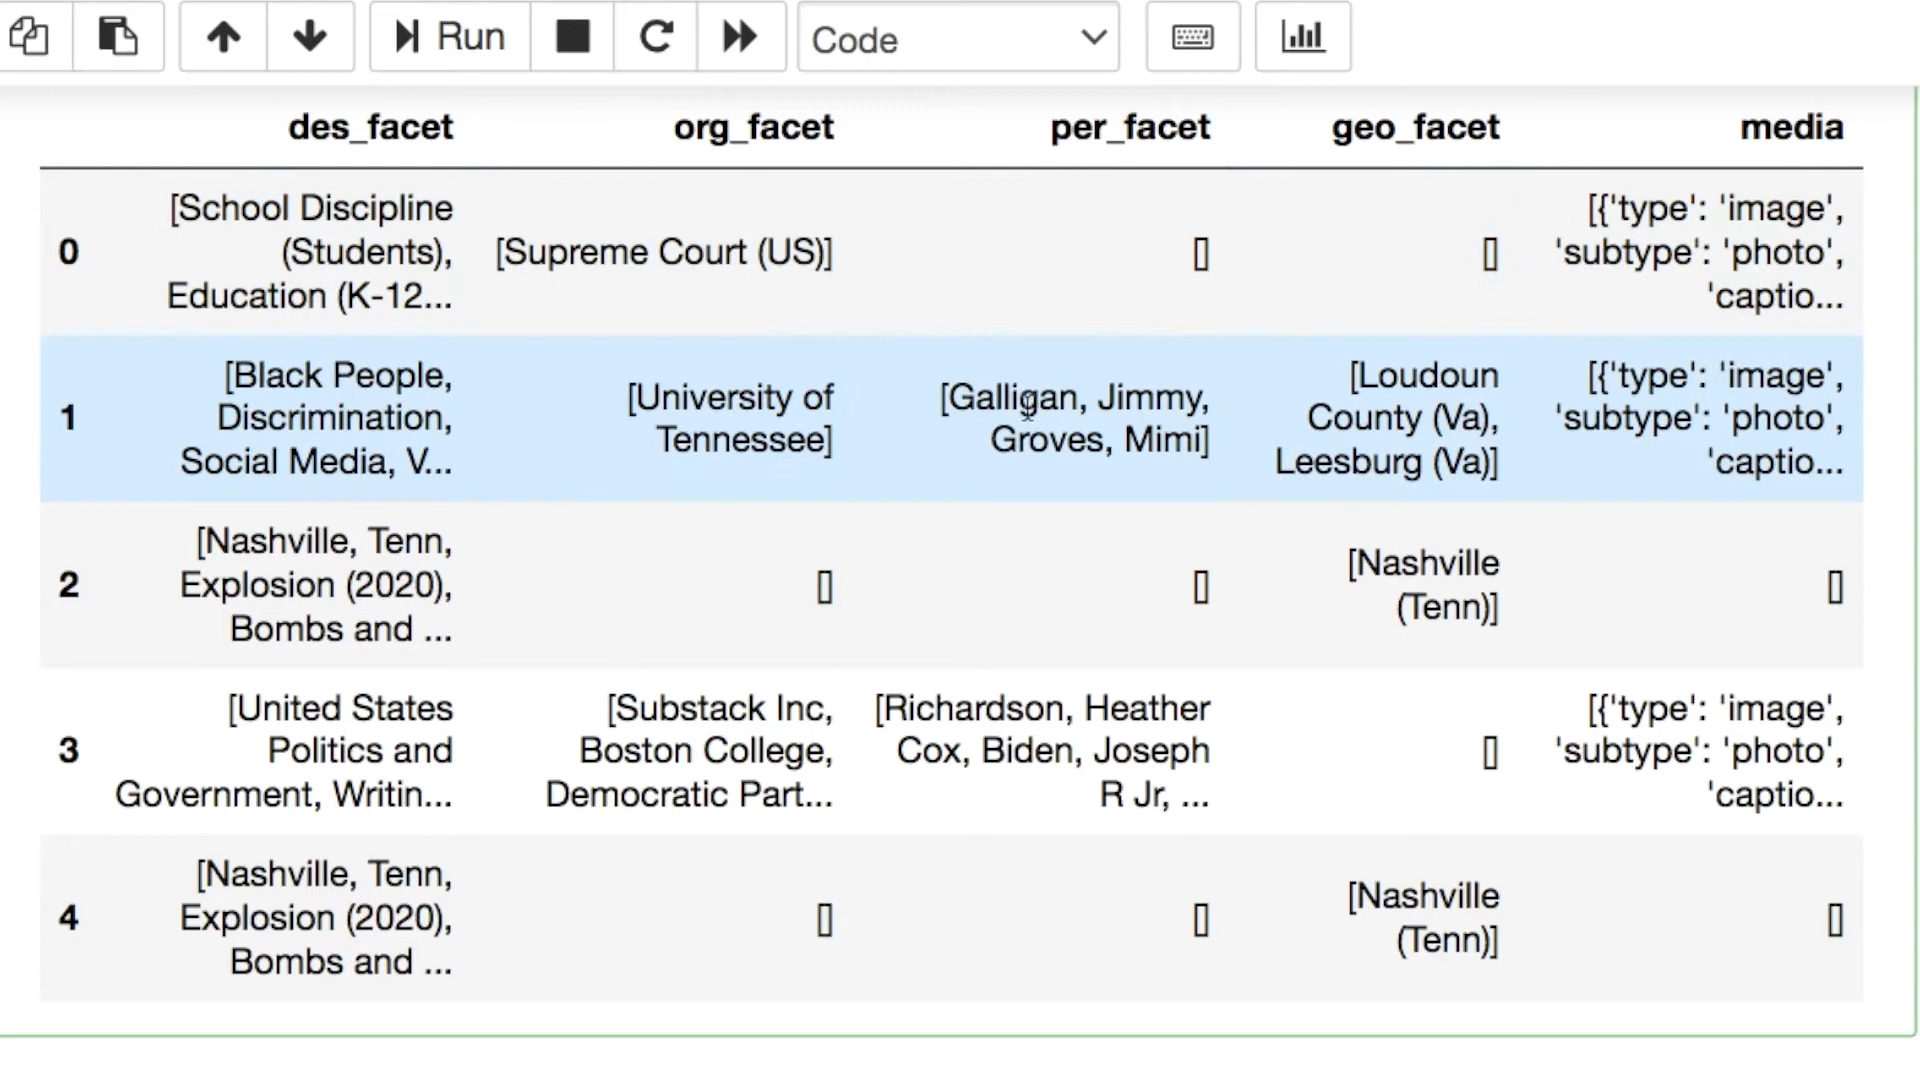 Run
Code
des_facet org_facet per_facet geo_facet media
0 [School Discipline (Students), Education (K-12... [Supreme Court (US)] [] [] [{'type': 'image', 'subtype': 'photo', 'captio...
1 [Black People, Discrimination, Social Media, V... [University of Tennessee] [Galligan, Jimmy, Groves, Mimi] [Loudoun County (Va), Leesburg (Va)] [{'type': 'image', 'subtype': 'photo', 'captio...
2 [Nashville, Tenn, Explosion (2020), Bombs and ... [] [] [Nashville (Tenn)] []
3 [United States Politics and Government, Writin... [Substack Inc, Boston College, Democratic Part... [Richardson, Heather Cox, Biden, Joseph R Jr, ... [] [{'type': 'image', 'subtype': 'photo', 'captio...
4 [Nashville, Tenn, Explosion (2020), Bombs and ... [] [] [Nashville (Tenn)] []